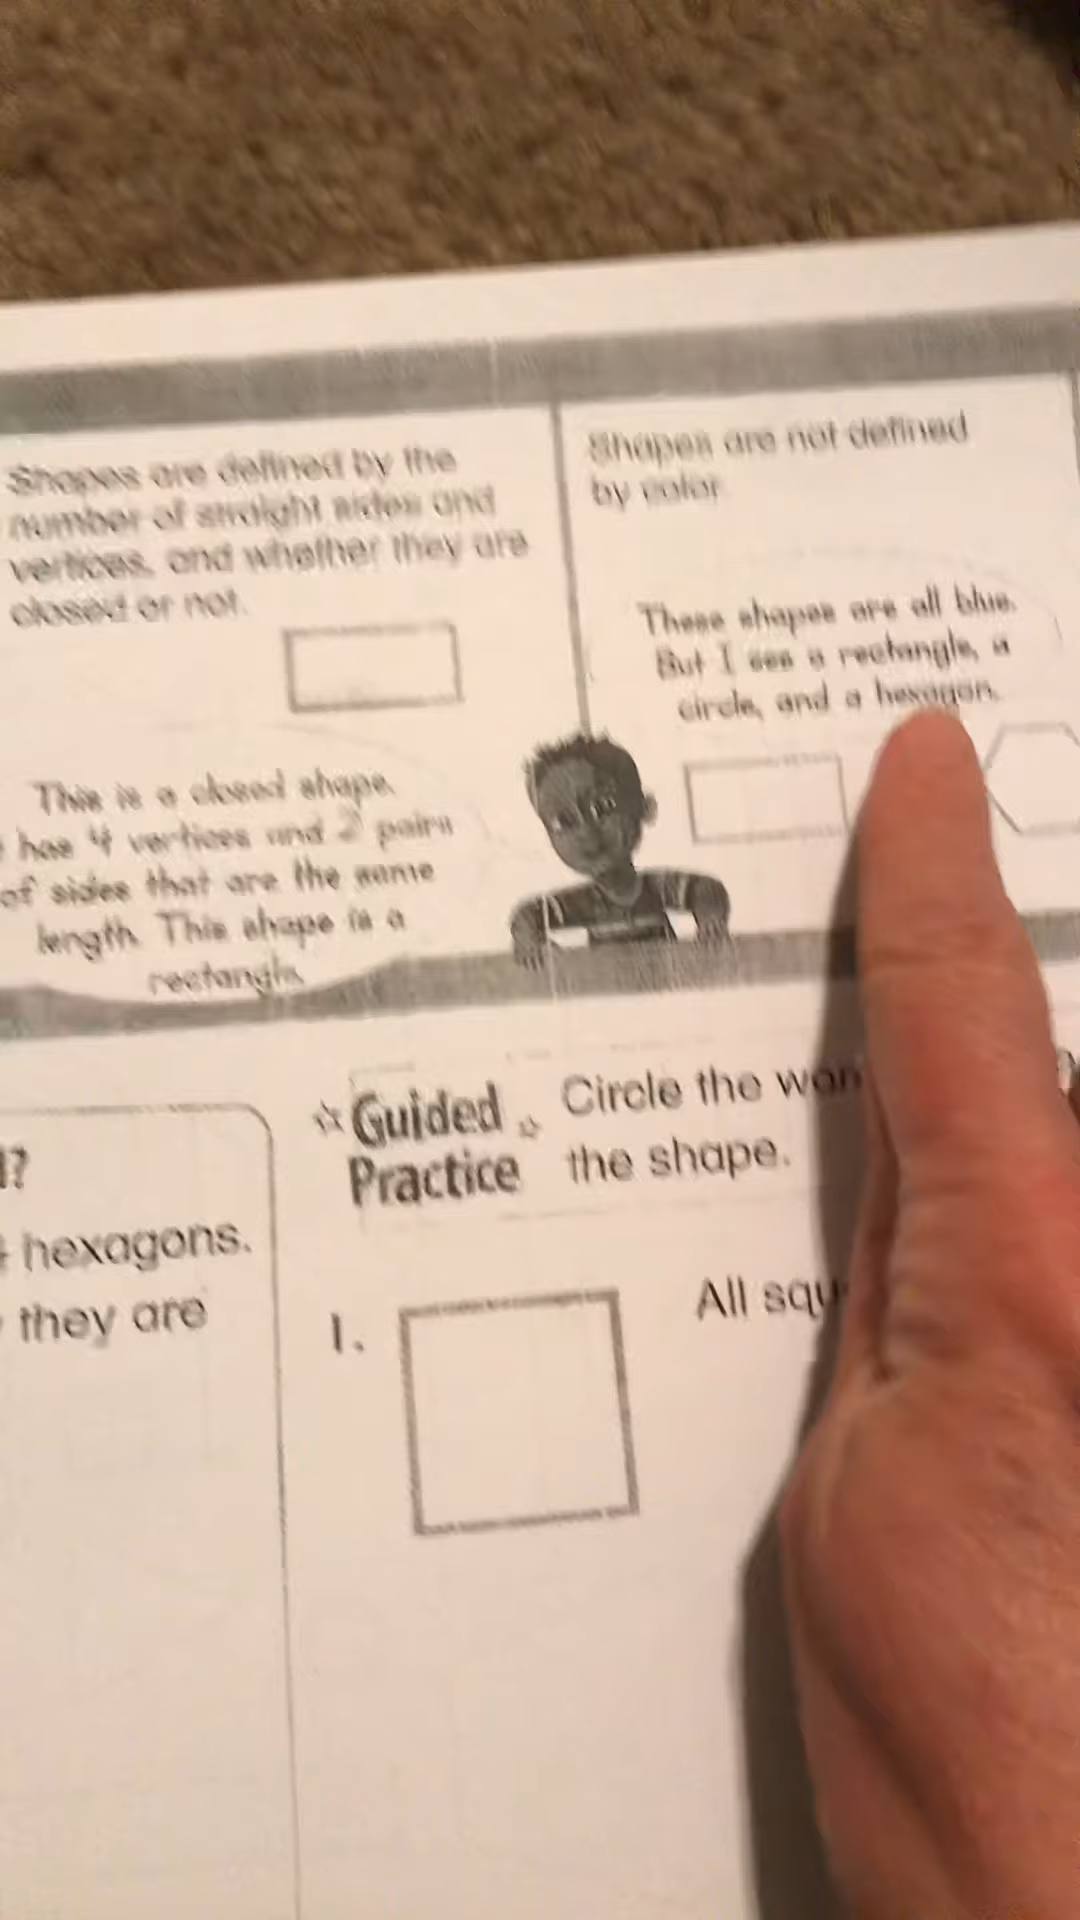 Shapes are defined by the
number of straight sides and
vertices, and whether they are
closed or not.
This is a closed shape.
has 4 vertices and 2 pairs
of sides that are the same
length. This shape is a
rectangle.
Shapes are not defined
by color.
These shapes are all blue.
But I see a rectangle, a
circle, and a hexagon.
hexagons.
they are
☆Guided☆
Practice
Circle the
the shape.
1.
All